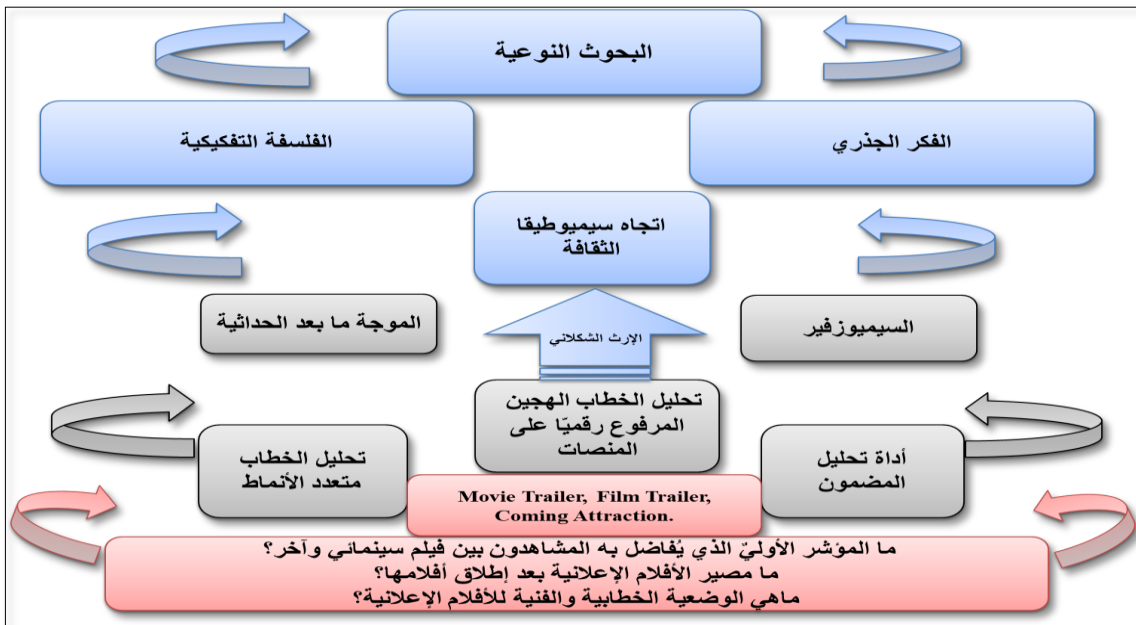 البحوث النوعية
الفكر الجذري
الفلسفة التفكيكية
اتجاه سيميوطيقا
الثقافة
السيميوزفير
الإرث الشكلاني
الموجة ما بعد الحداثية
تحليل الخطاب الهجين
المرفوع رقميًا على
المنصات
أداة تحليل
المضمون
تحليل الخطاب
متعدد الأنماط
Movie Trailer, Film Trailer,
Coming Attraction.
ما المؤشر الأوليّ الذي يُفاضل به المشاهدون بين فيلم سينمائي وآخر؟
ما مصير الأفلام الإعلانية بعد إطلاق أفلامها؟
ماهي الوضعية الخطابية والفنية للأفلام الإعلانية؟